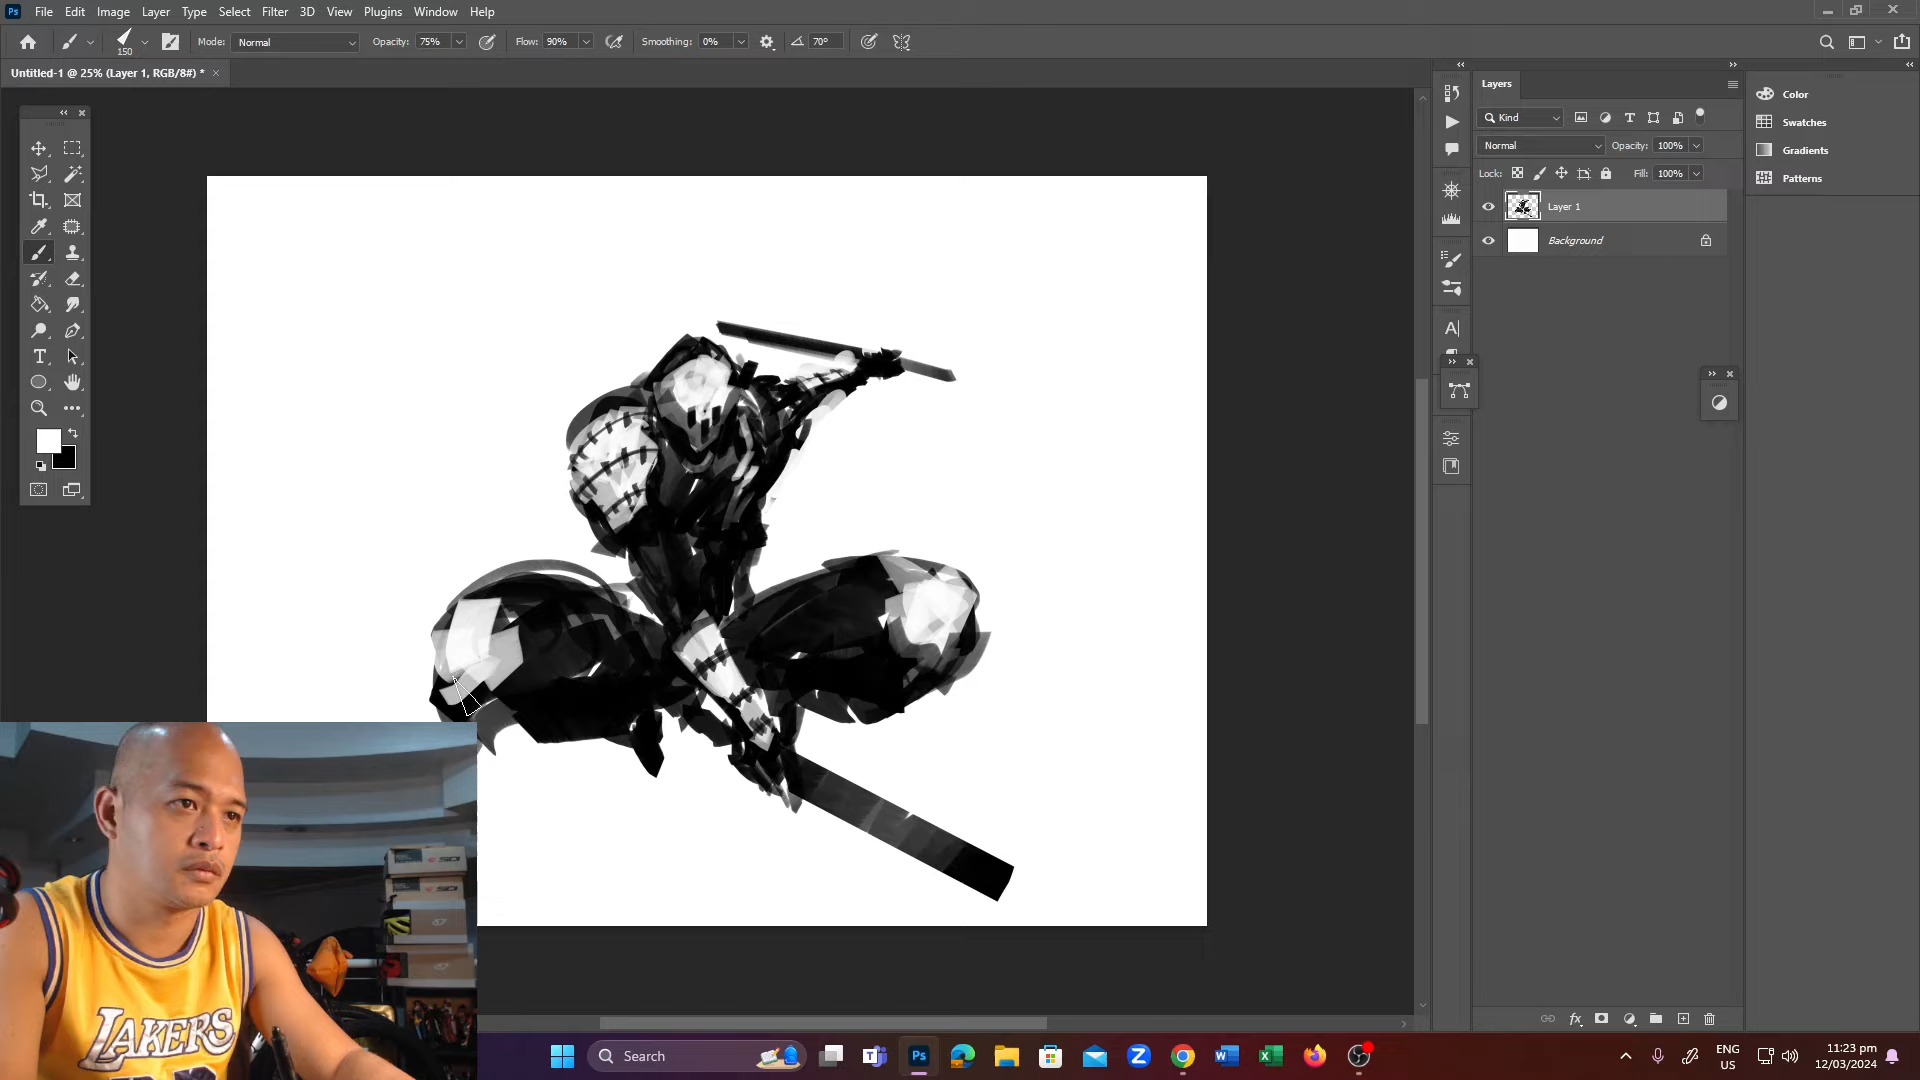 Ps File Edit Image Layer Type Select Filter 3D View Plugins Window Help
150 Mode: Normal Opacity: 75% Flow: 90% Smoothing: 0% 70°
Untitled-1 @ 25% (Layer 1, RGB/8#) *
Layers
Color
Swatches
Gradients
Patterns
Kind
Normal Opacity: 100%
Lock: Fill: 100%
Layer 1
Background
LAKERS
Search
ENG
US
11:23 pm
12/03/2024